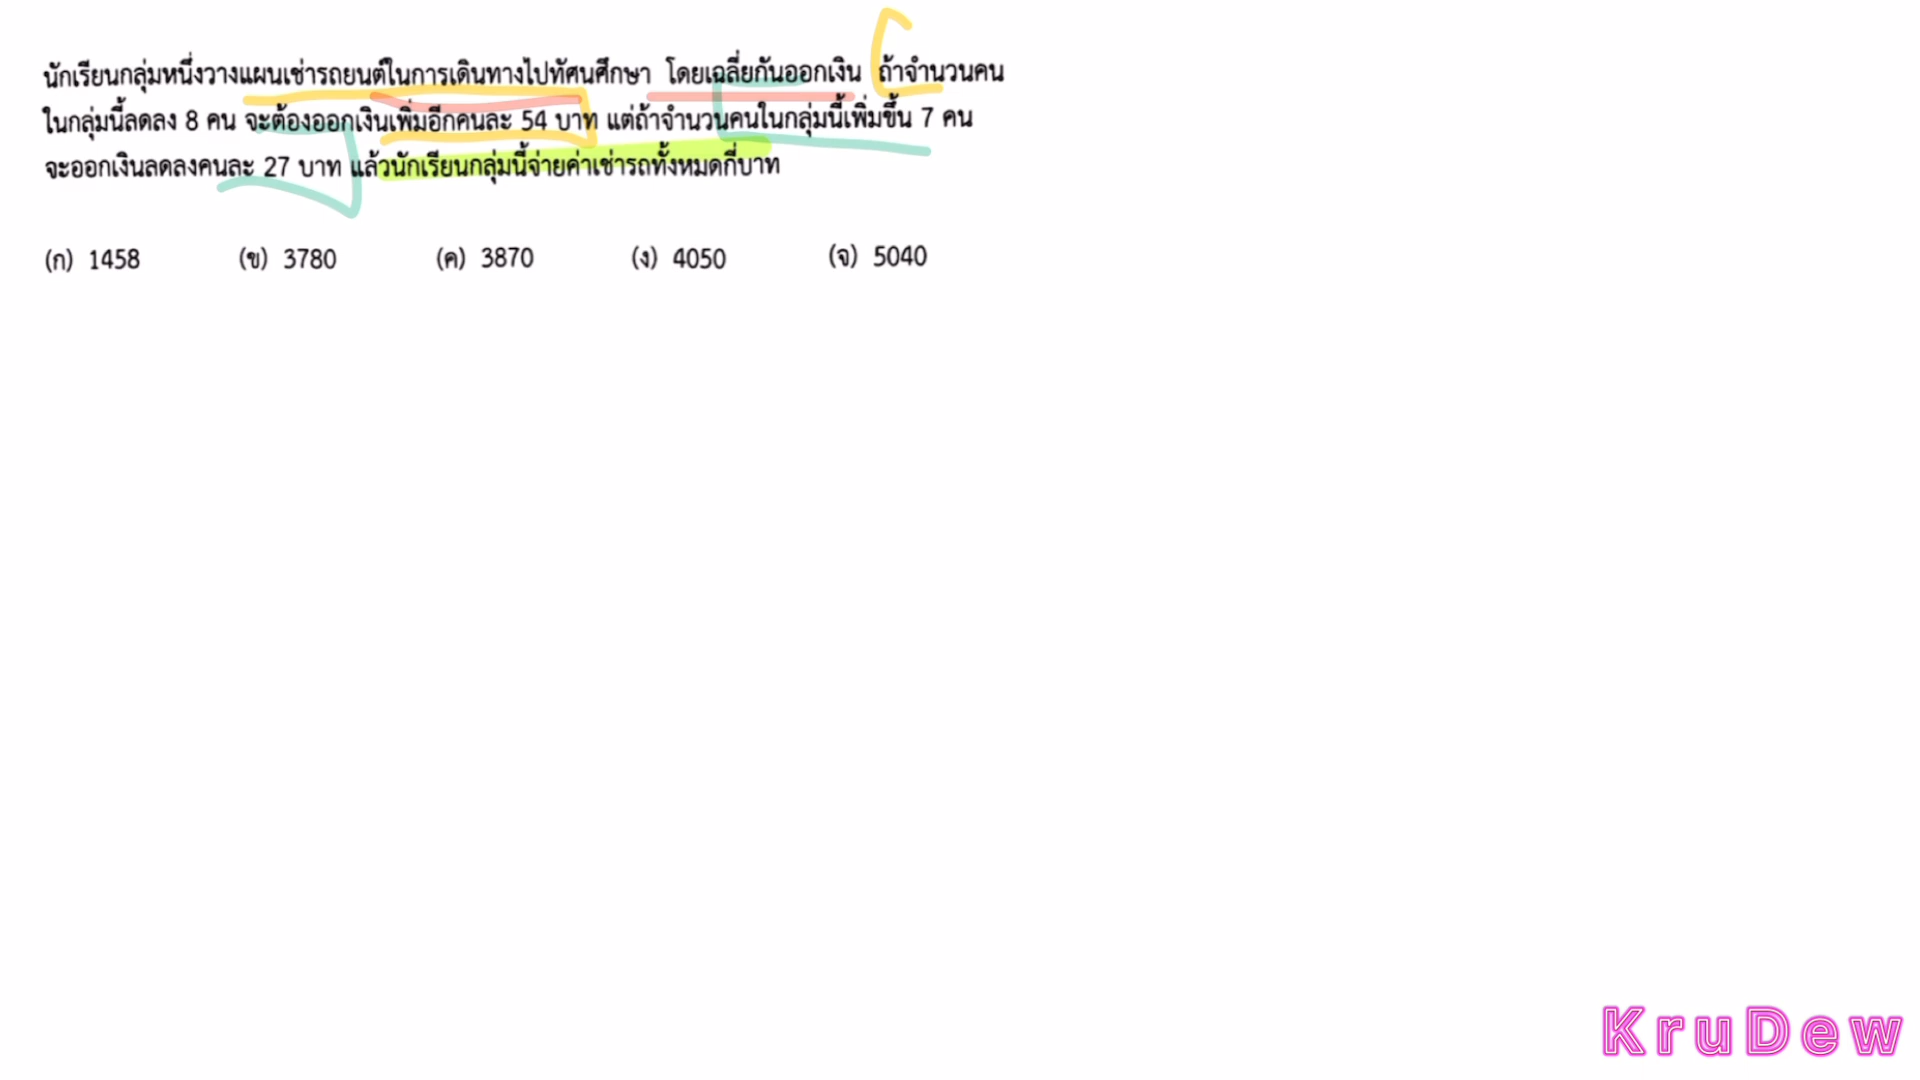 นักเรียนกลุ่มหนึ่งวางแผนเช่ารถยนต์ในการเดินทางไปทัศนศึกษา โดยเฉลี่ยกันออกเงิน ถ้าจำนวนคน
ในกลุ่มนี้ลดลง 8 คน จะต้องออกเงินเพิ่มอีกคนละ 54 บาท แต่ถ้าจำนวนคนในกลุ่มนี้เพิ่มขึ้น 7 คน
จะออกเงินลดลงคนละ 27 บาท แล้วนักเรียนกลุ่มนี้จ่ายค่าเช่ารถทั้งหมดกี่บาท
(ก) 1458 (ข) 3780 (ค) 3870 (ง) 4050 (จ) 5040
KruDew